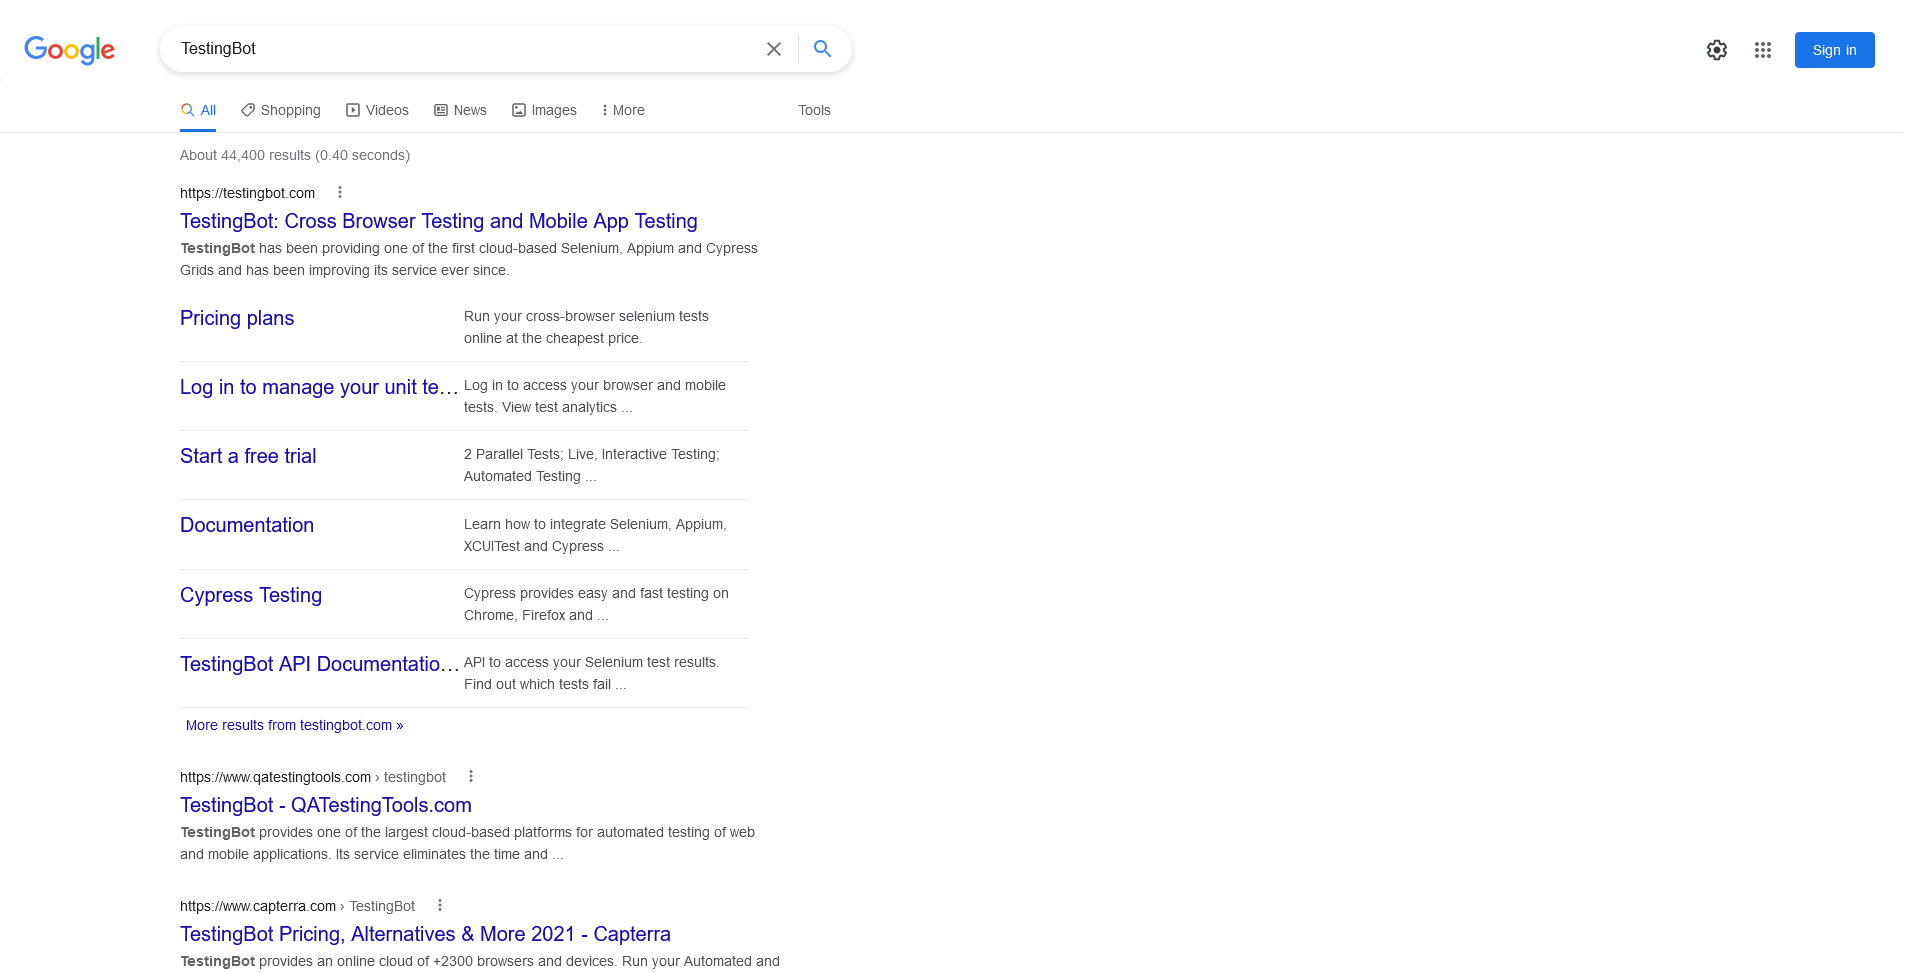 Google
TestingBot
Sign in
All
Shopping
Videos
News
Images
More
Tools
About 44,400 results (0.40 seconds)
https://testingbot.com
TestingBot: Cross Browser Testing and Mobile App Testing
TestingBot has been providing one of the first cloud-based Selenium, Appium and Cypress
Grids and has been improving its service ever since.
Pricing plans
Run your cross-browser selenium tests
online at the cheapest price.
Log in to manage your unit te...
Log in to access your browser and mobile
tests. View test analytics ...
Start a free trial
2 Parallel Tests; Live, Interactive Testing;
Automated Testing ...
Documentation
Learn how to integrate Selenium, Appium,
XCUITest and Cypress ...
Cypress Testing
Cypress provides easy and fast testing on
Chrome, Firefox and ...
TestingBot API Documentatio...
API to access your Selenium test results.
Find out which tests fail ...
More results from testingbot.com »
https://www.qatestingtools.com › testingbot
TestingBot - QATestingTools.com
TestingBot provides one of the largest cloud-based platforms for automated testing of web
and mobile applications. Its service eliminates the time and ...
https://www.capterra.com › TestingBot
TestingBot Pricing, Alternatives & More 2021 - Capterra
TestingBot provides an online cloud of +2300 browsers and devices. Run your Automated and